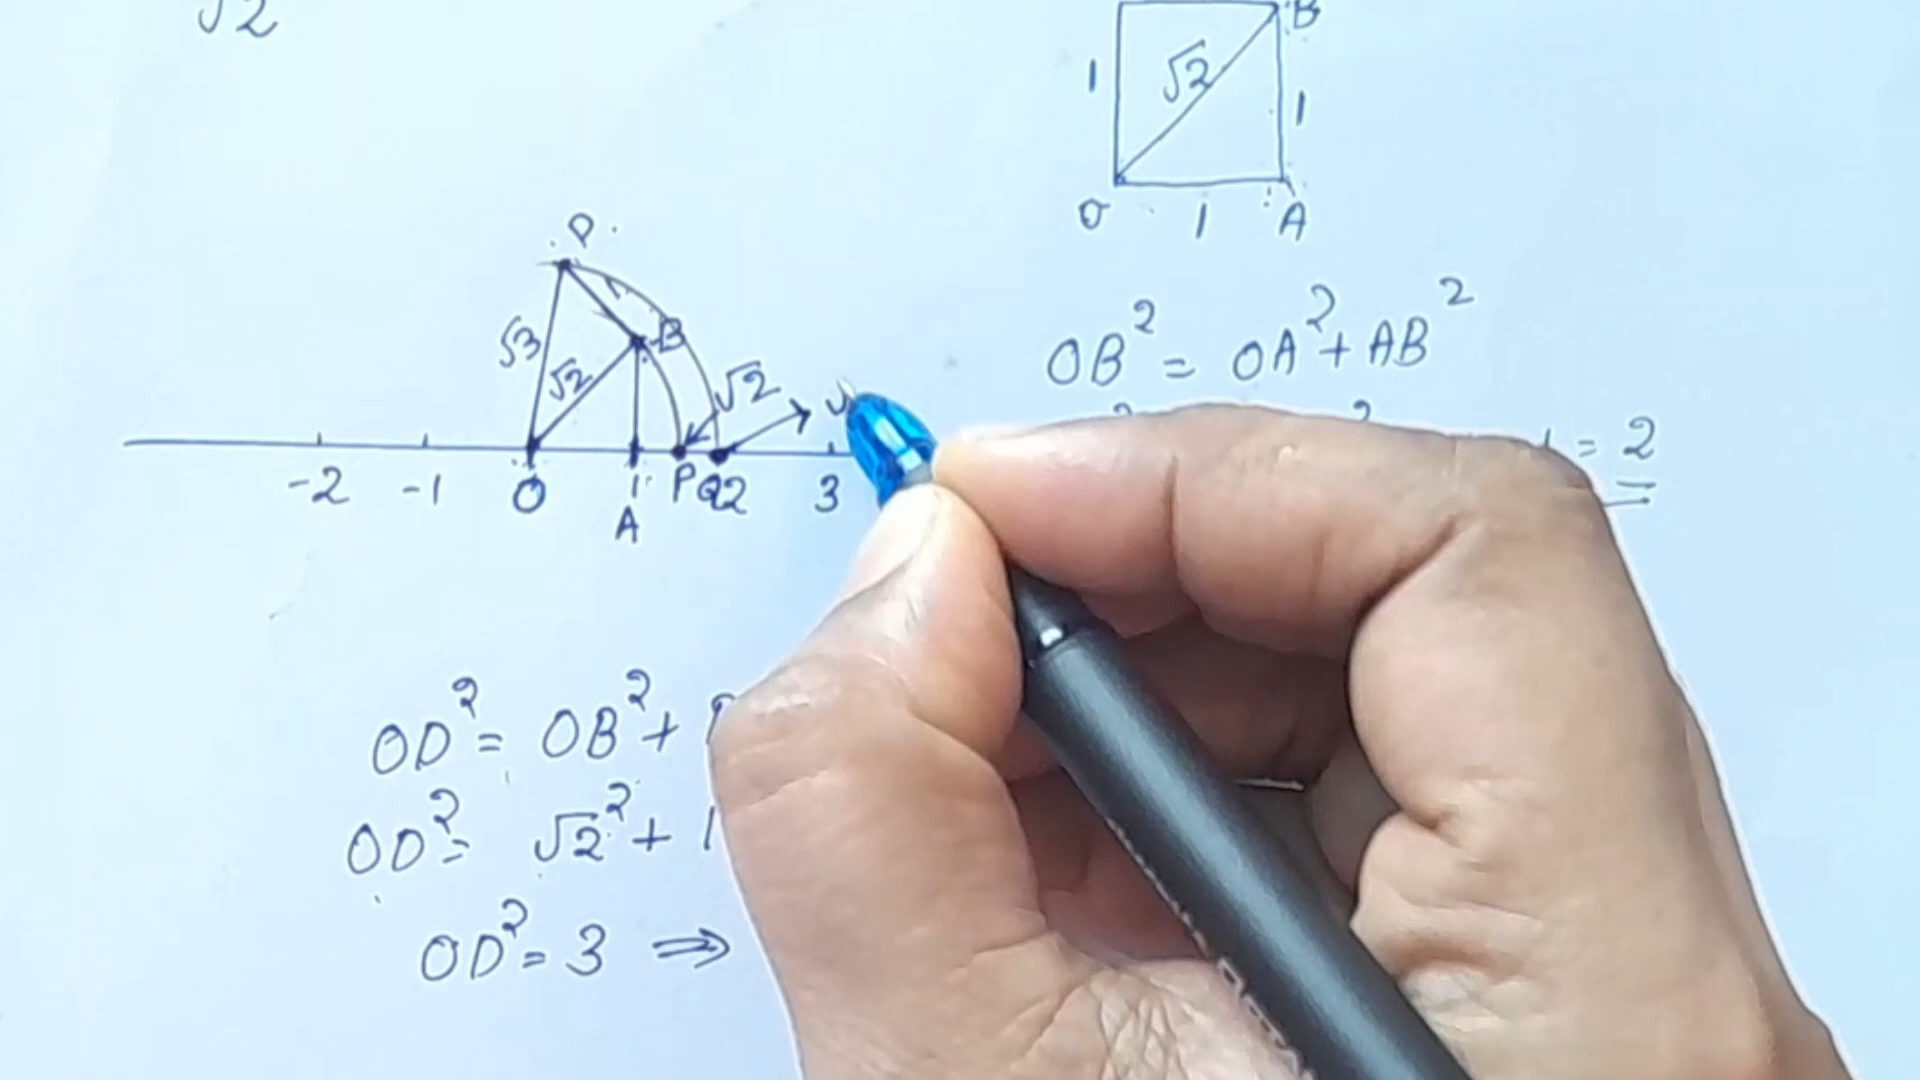 √2
B
1 √2 1
O 1 A
D
√3 √2 B √2
-2 -1 0 1 P Q 2 3
A
OB² = OA² + AB²
= 2
OD² = OB² +
OD² = √2² + 1
OD² = 3 ⇒